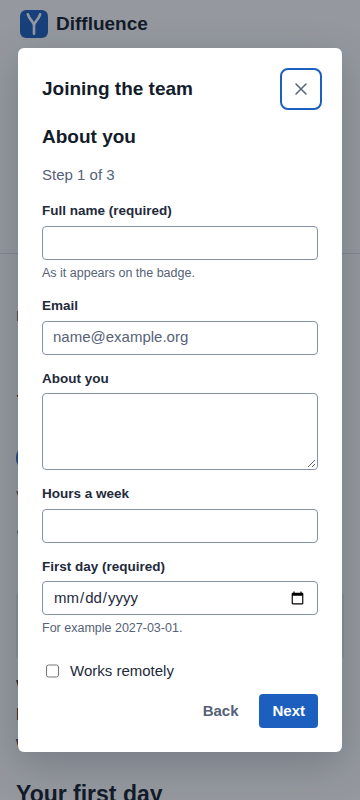 Diffluence
Joining the team
About you
Step 1 of 3
Full name (required)
As it appears on the badge.
Email
name@example.org
About you
Hours a week
First day (required)
mm/dd/yyyy
For example 2027-03-01.
Works remotely
Back
Next
Your first day